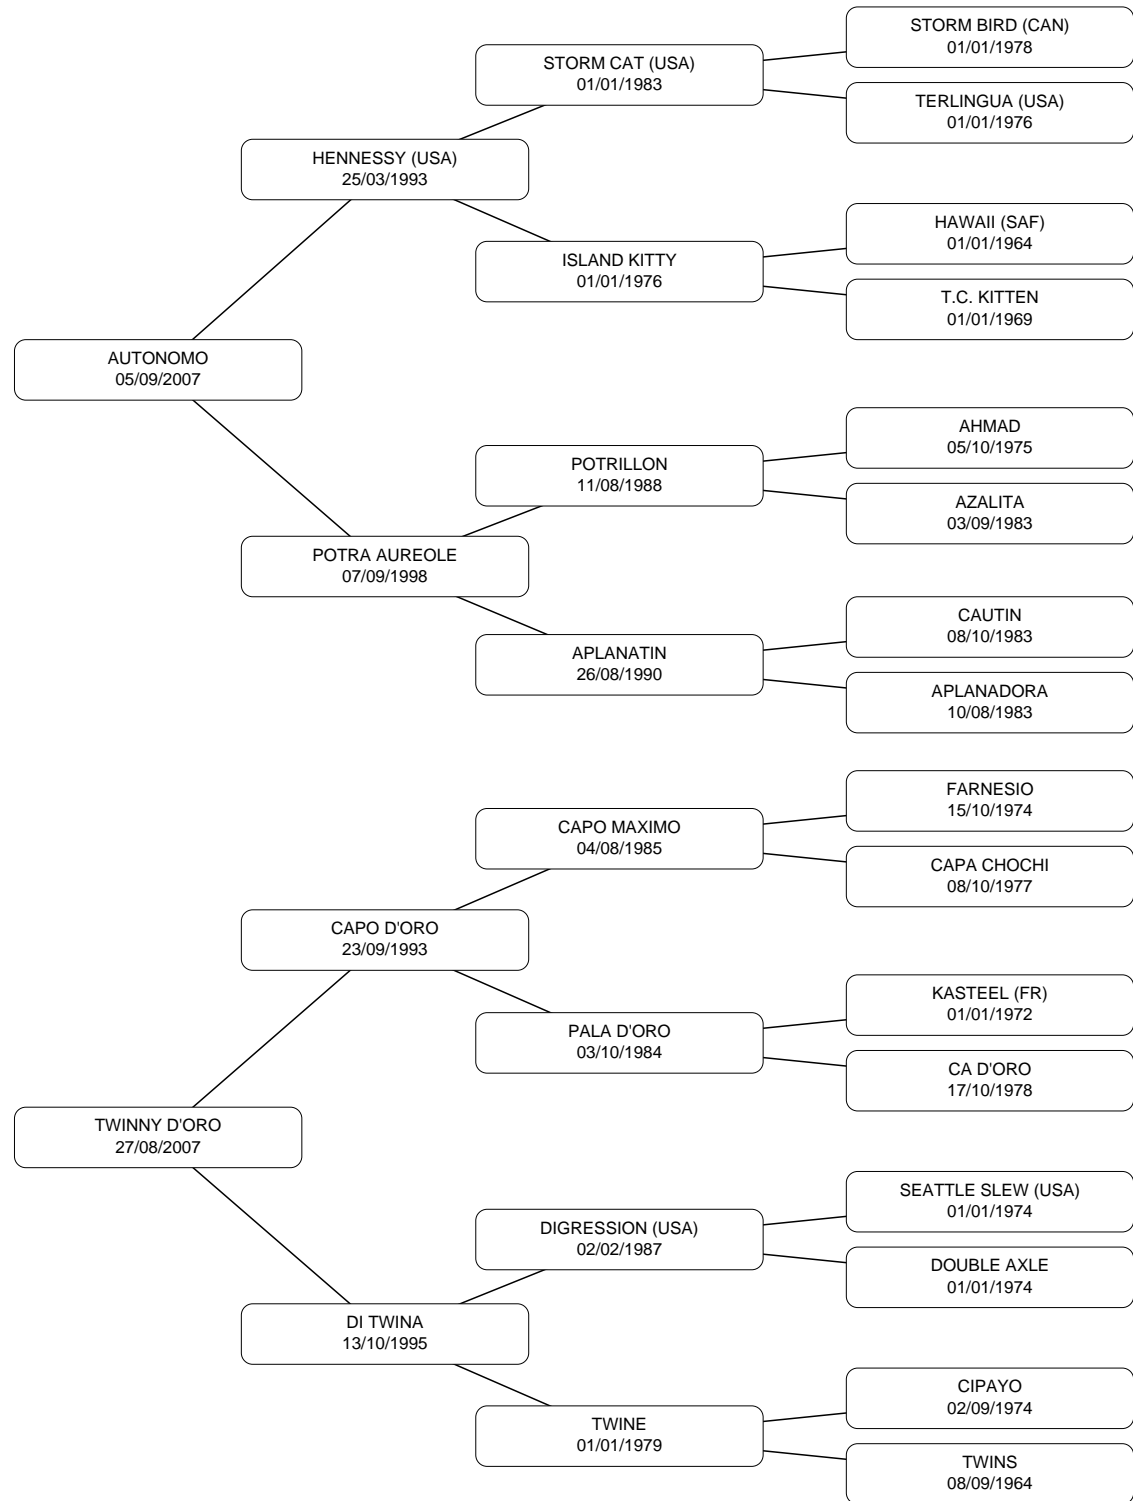 STORM BIRD (CAN)
01/01/1978
STORM CAT (USA)
01/01/1983
TERLINGUA (USA)
01/01/1976
HENNESSY (USA)
25/03/1993
HAWAII (SAF)
01/01/1964
ISLAND KITTY
01/01/1976
T.C. KITTEN
01/01/1969
AUTONOMO
05/09/2007
AHMAD
05/10/1975
POTRILLON
11/08/1988
AZALITA
03/09/1983
POTRA AUREOLE
07/09/1998
CAUTIN
08/10/1983
APLANATIN
26/08/1990
APLANADORA
10/08/1983
FARNESIO
15/10/1974
CAPO MAXIMO
04/08/1985
CAPA CHOCHI
08/10/1977
CAPO D'ORO
23/09/1993
KASTEEL (FR)
01/01/1972
PALA D'ORO
03/10/1984
CA D'ORO
17/10/1978
TWINNY D'ORO
27/08/2007
SEATTLE SLEW (USA)
01/01/1974
DIGRESSION (USA)
02/02/1987
DOUBLE AXLE
01/01/1974
DI TWINA
13/10/1995
CIPAYO
02/09/1974
TWINE
01/01/1979
TWINS
08/09/1964